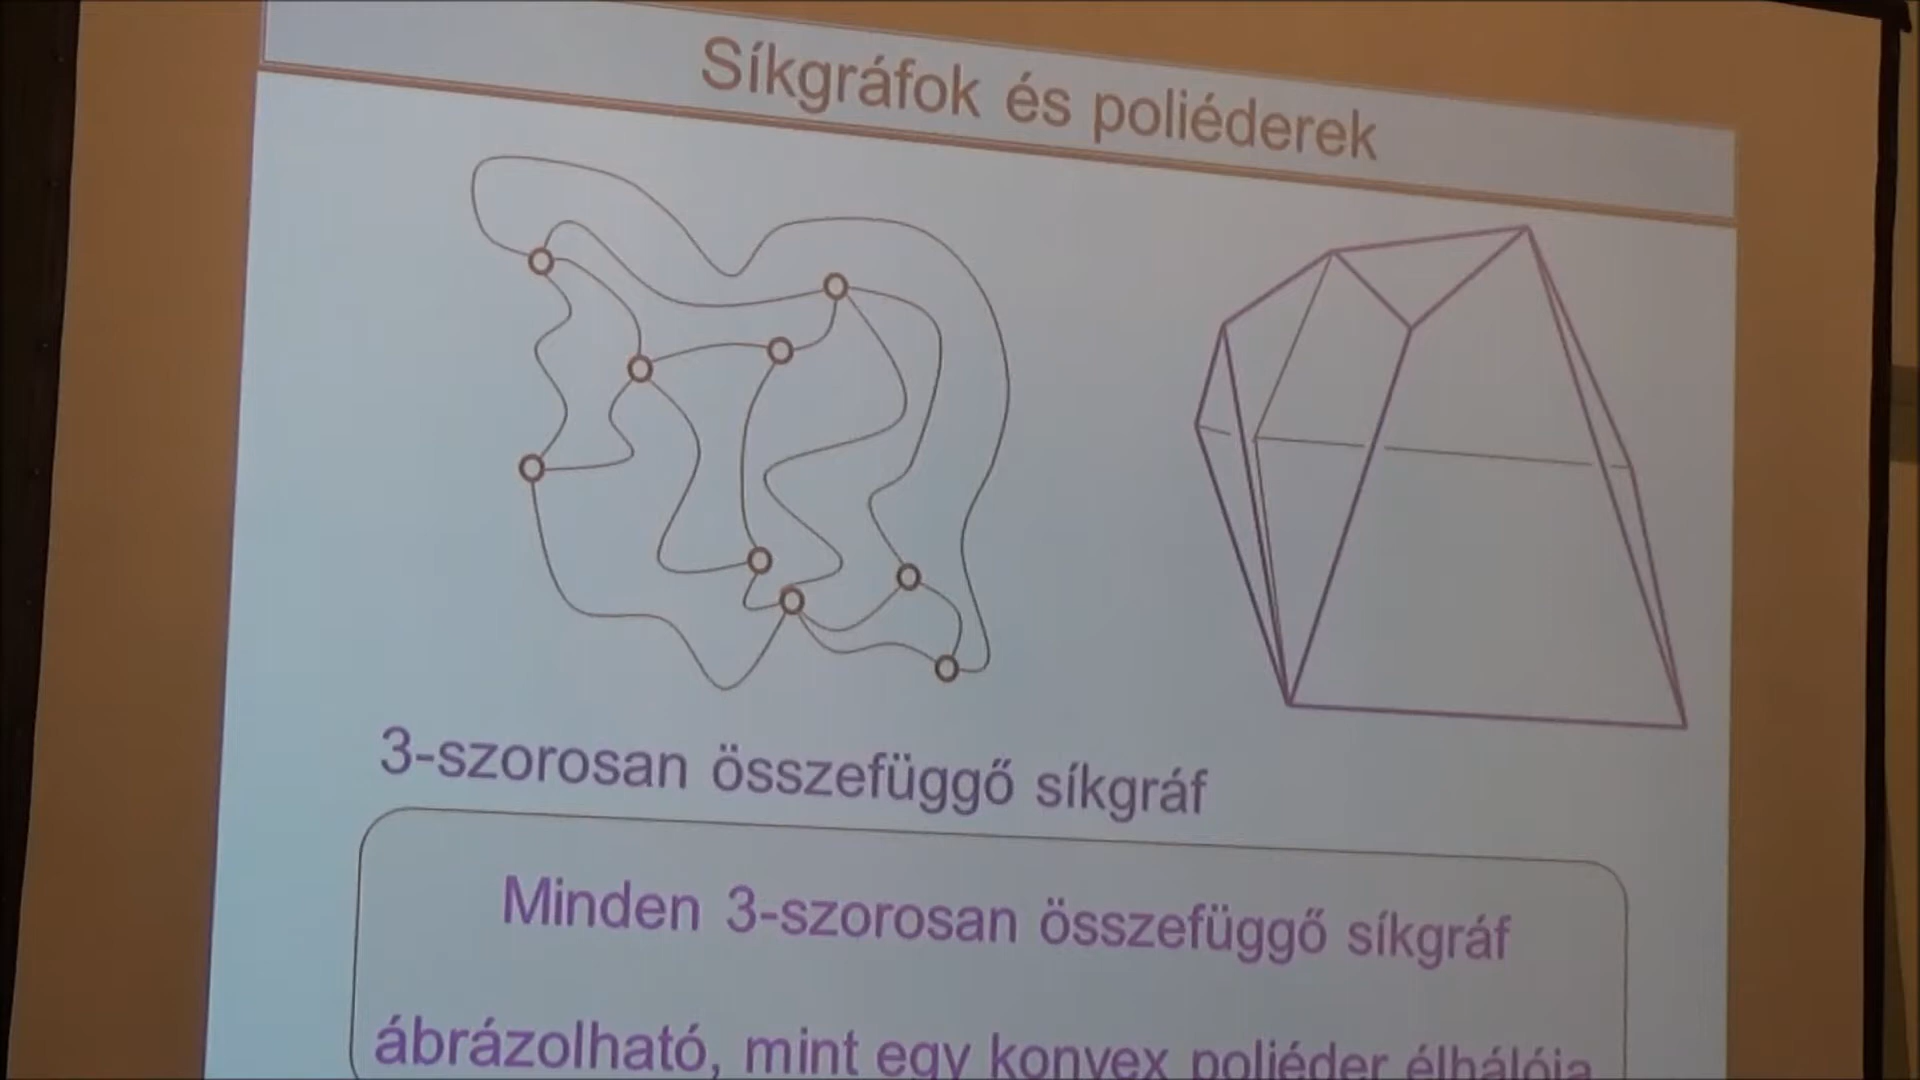 Síkgráfok és poliéderek
3-szorosan összefüggő síkgráf
Minden 3-szorosan összefüggő síkgráf
ábrázolható, mint egy konvex poliéder élhálója